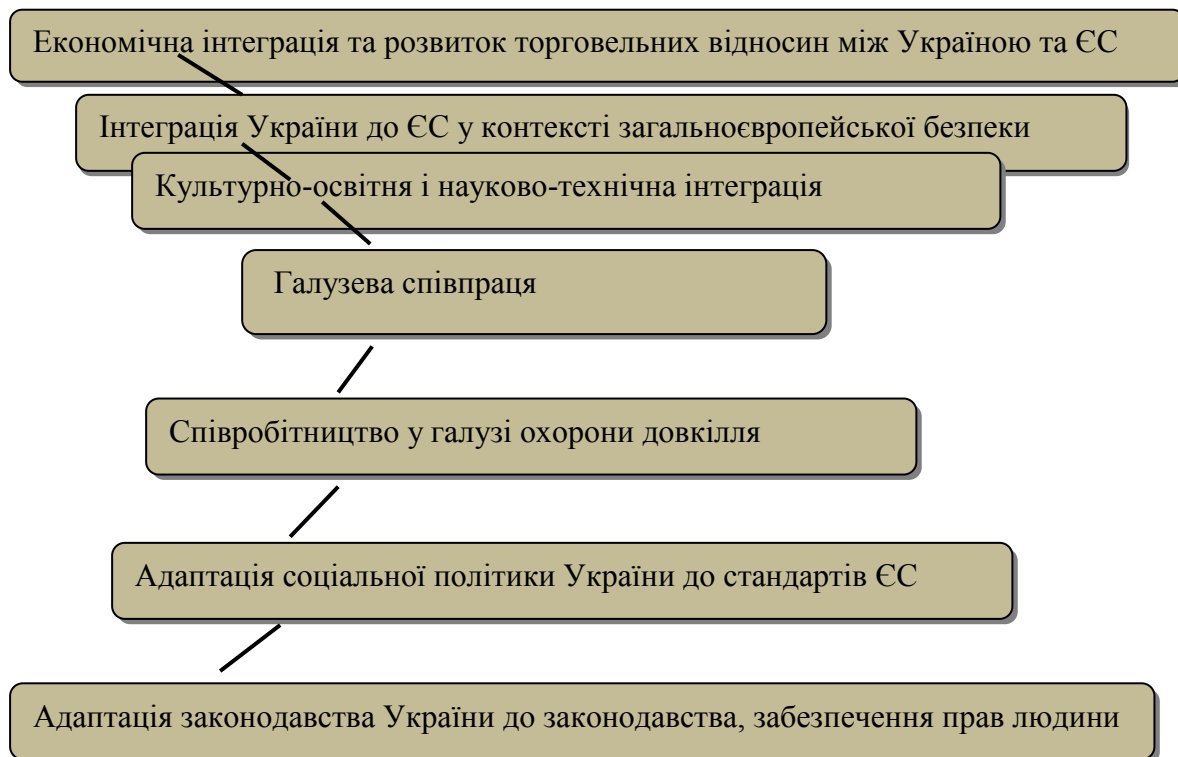 Економічна інтеграція та розвиток торговельних відносин між Україною та ЄС
Інтеграція України до ЄС у контексті загальноєвропейської безпеки
Культурно-освітня і науково-технічна інтеграція
Галузева співпраця
Співробітництво у галузі охорони довкілля
Адаптація соціальної політики України до стандартів ЄС
Адаптація законодавства України до законодавства, забезпечення прав людини